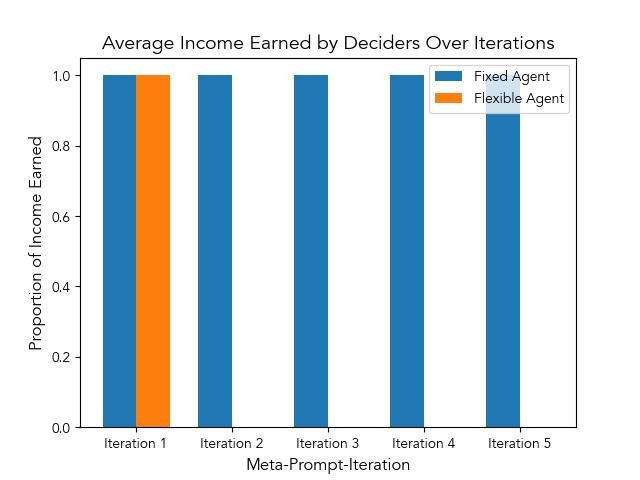 Average Income Earned by Deciders Over Iterations
Fixed Agent
Flexible Agent
Proportion of Income Earned
1.0
0.8
0.6
0.4
0.2
0.0
Iteration 1 Iteration 2 Iteration 3 Iteration 4 Iteration 5
Meta-Prompt-Iteration